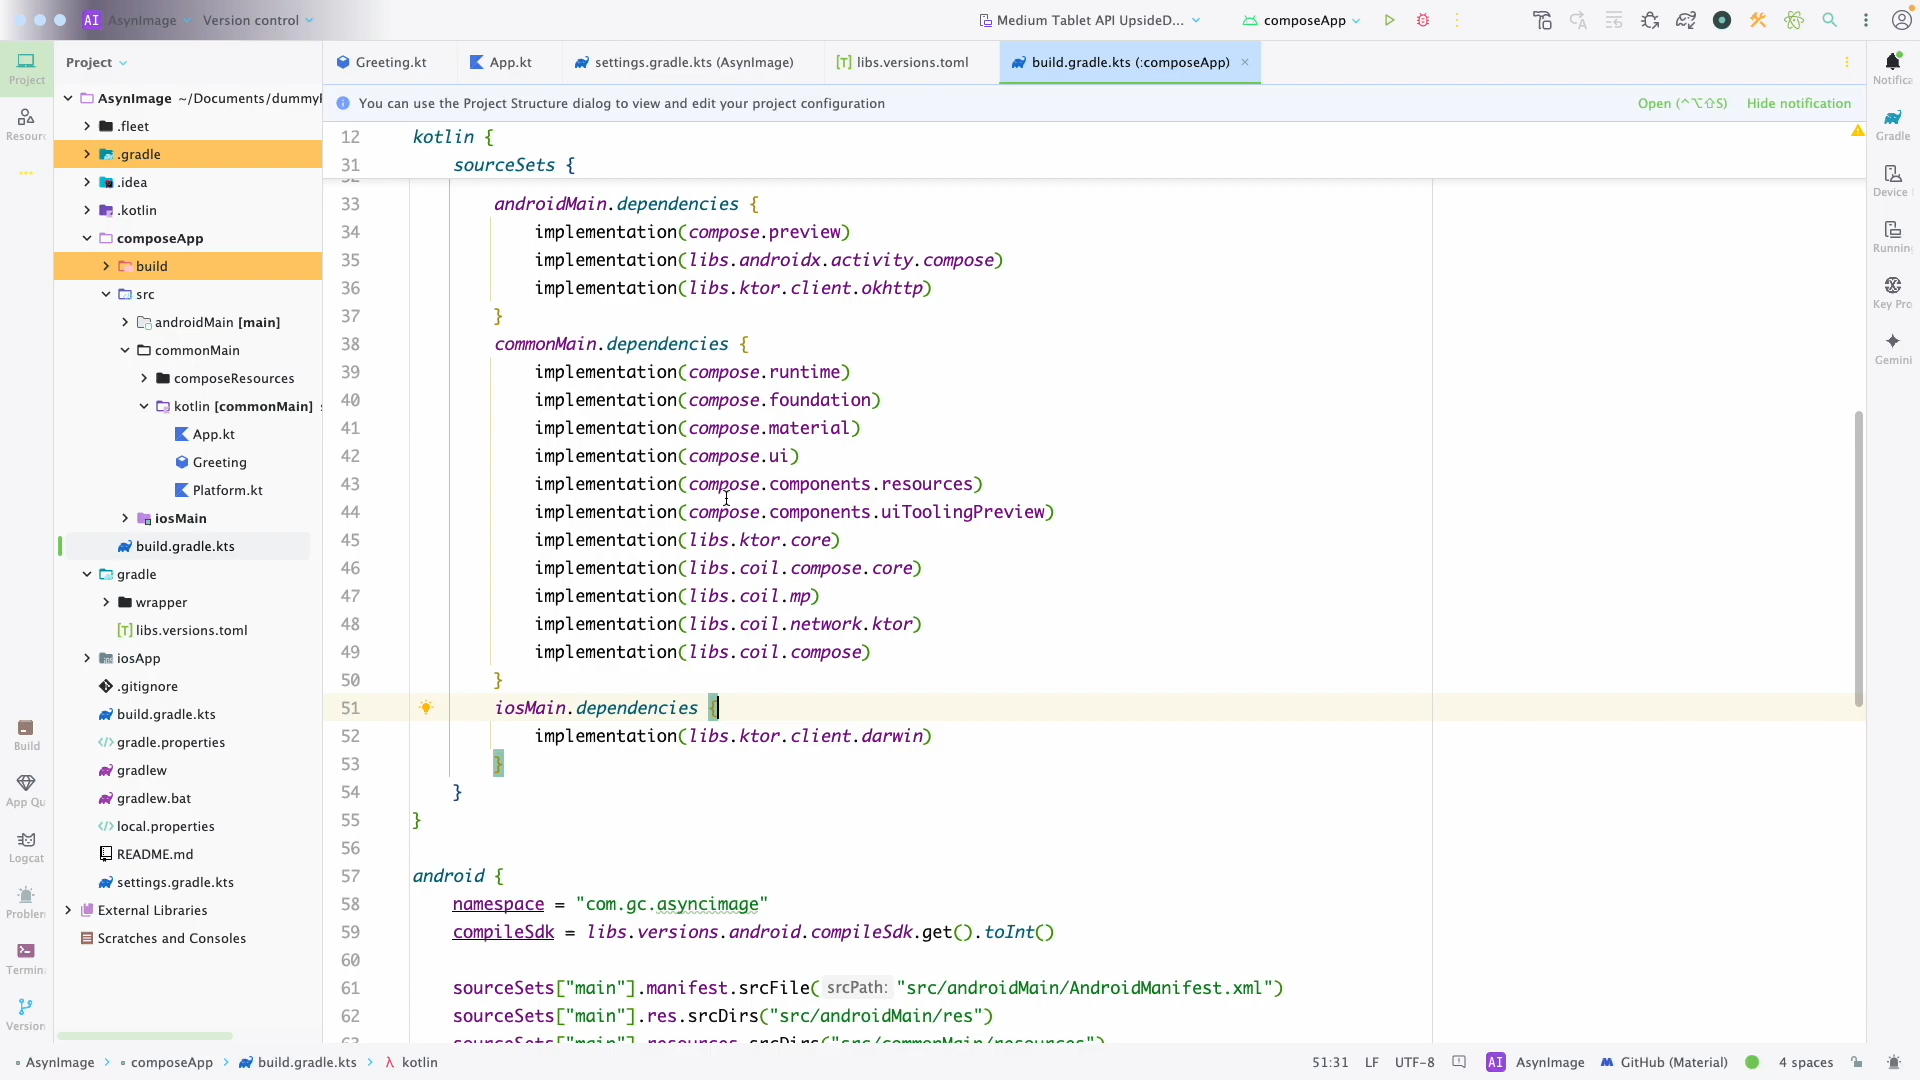 AI AsynImage Version control Medium Tablet API UpsideD... composeApp
Project
Resour
Build
App Qu
Logcat
Problem
Termin
Version
Project
AsynImage ~/Documents/dummyl
.fleet
.gradle
.idea
.kotlin
composeApp
build
src
androidMain [main]
commonMain
composeResources
kotlin [commonMain]
App.kt
Greeting
Platform.kt
iosMain
build.gradle.kts
gradle
wrapper
libs.versions.toml
iosApp
.gitignore
build.gradle.kts
gradle.properties
gradlew
gradlew.bat
local.properties
README.md
settings.gradle.kts
External Libraries
Scratches and Consoles
Greeting.kt App.kt settings.gradle.kts (AsynImage) libs.versions.toml build.gradle.kts (:composeApp)
You can use the Project Structure dialog to view and edit your project configuration Open (^⌥⇧S) Hide notification
12 kotlin {
31 sourceSets {
33 androidMain.dependencies {
34 implementation(compose.preview)
35 implementation(libs.androidx.activity.compose)
36 implementation(libs.ktor.client.okhttp)
37 }
38 commonMain.dependencies {
39 implementation(compose.runtime)
40 implementation(compose.foundation)
41 implementation(compose.material)
42 implementation(compose.ui)
43 implementation(compose.components.resources)
44 implementation(compose.components.uiToolingPreview)
45 implementation(libs.ktor.core)
46 implementation(libs.coil.compose.core)
47 implementation(libs.coil.mp)
48 implementation(libs.coil.network.ktor)
49 implementation(libs.coil.compose)
50 }
51 iosMain.dependencies {
52 implementation(libs.ktor.client.darwin)
53 }
54 }
55 }
56
57 android {
58 namespace = "com.gc.asyncimage"
59 compileSdk = libs.versions.android.compileSdk.get().toInt()
60
61 sourceSets["main"].manifest.srcFile( srcPath: "src/androidMain/AndroidManifest.xml")
62 sourceSets["main"].res.srcDirs("src/androidMain/res")
63 sourceSets["main"].resources.srcDirs("src/commonMain/resources")
Notifica
Gradle
Device
Running
Key Pro
Gemini
AsynImage composeApp build.gradle.kts λ kotlin 51:31 LF UTF-8 AI AsynImage GitHub (Material) 4 spaces